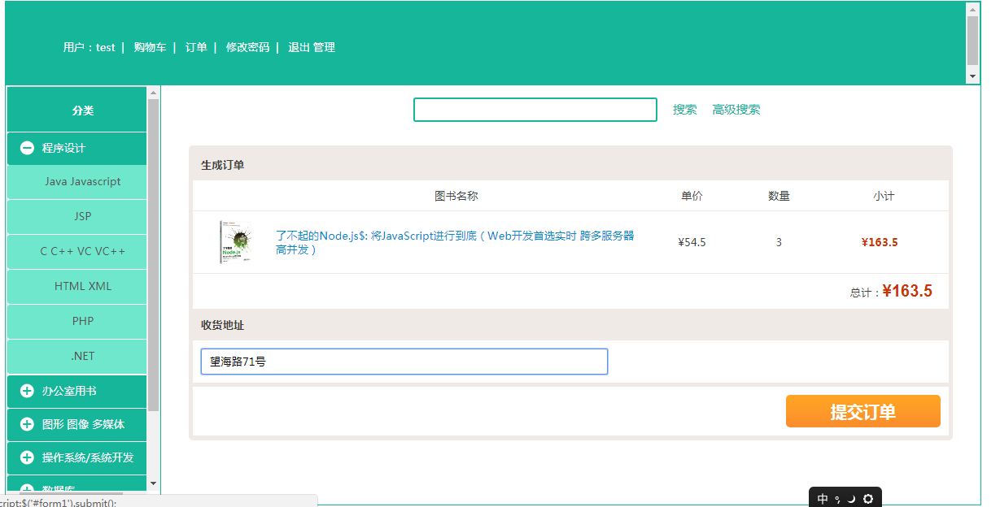 用户：test | 购物车 | 订单 | 修改密码 | 退出 管理
分类
程序设计
Java Javascript
JSP
C C++ VC VC++
HTML XML
PHP
.NET
办公室用书
图形 图像 多媒体
操作系统/系统开发
数据库
搜索 高级搜索
生成订单
图书名称 单价 数量 小计
了不起的Node.js$: 将JavaScript进行到底（Web开发首选实时 跨多服务器
高并发） ¥54.5 3 ¥163.5
总计：¥163.5
收货地址
望海路71号
提交订单
cript:$('#form1').submit();
中